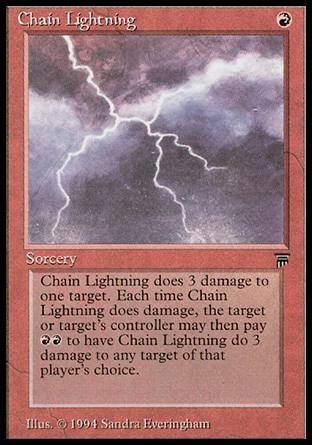 Chain Lightning
Sorcery
Chain Lightning does 3 damage to
one target. Each time Chain
Lightning does damage, the target
or target's controller may then pay
to have Chain Lightning do 3
damage to any target of that
player's choice.
Illus. © 1994 Sandra Everingham